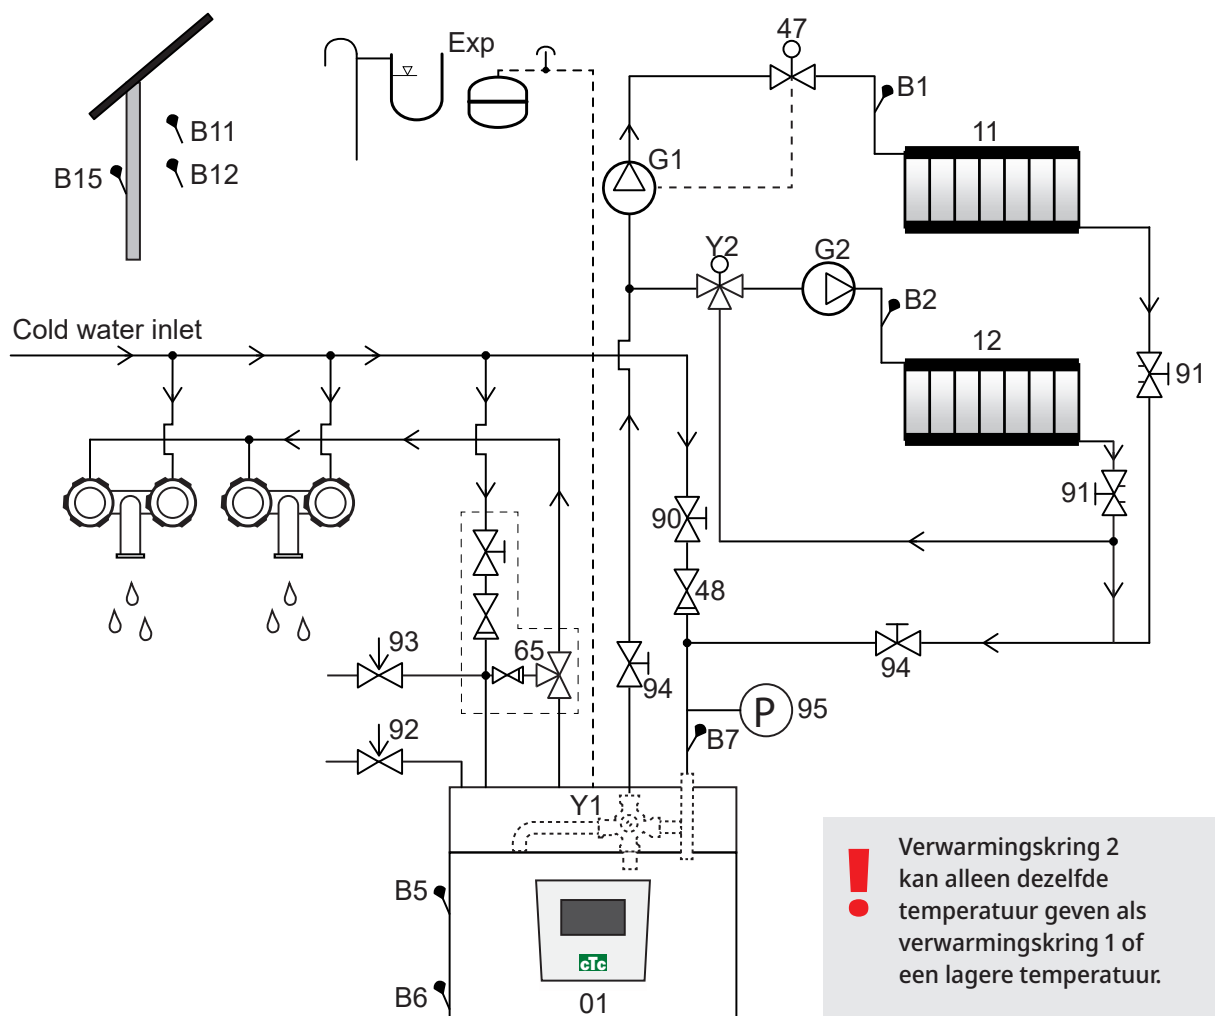 47
Exp
B1
B11
11
G1
B12
B15
Y2
G2
B2
Cold water inlet
12
91
91
90
48
93
65
94
94
P
95
92
B7
Y1
Verwarmingskring 2
kan alleen dezelfde
temperatuur geven als
verwarmingskring 1 of
een lagere temperatuur.
!
B5
cTc
B6
01